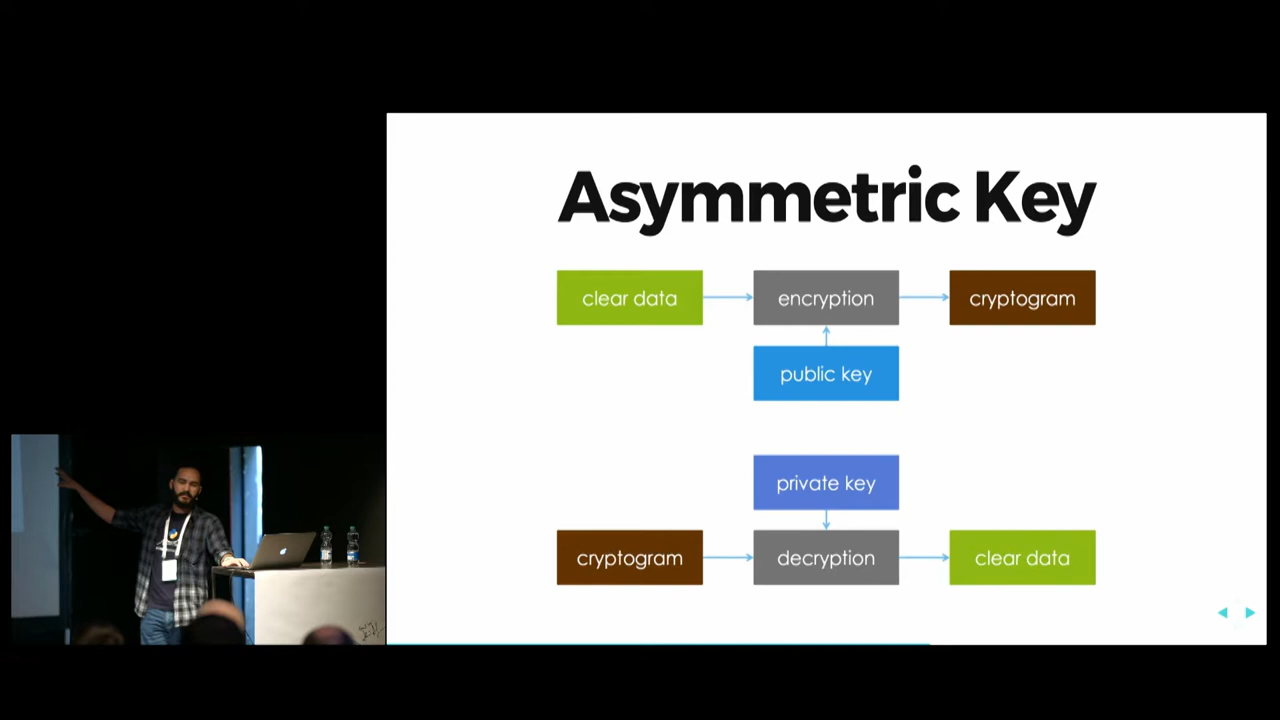 Asymmetric Key
clear data
encryption
cryptogram
public key
private key
cryptogram
decryption
clear data